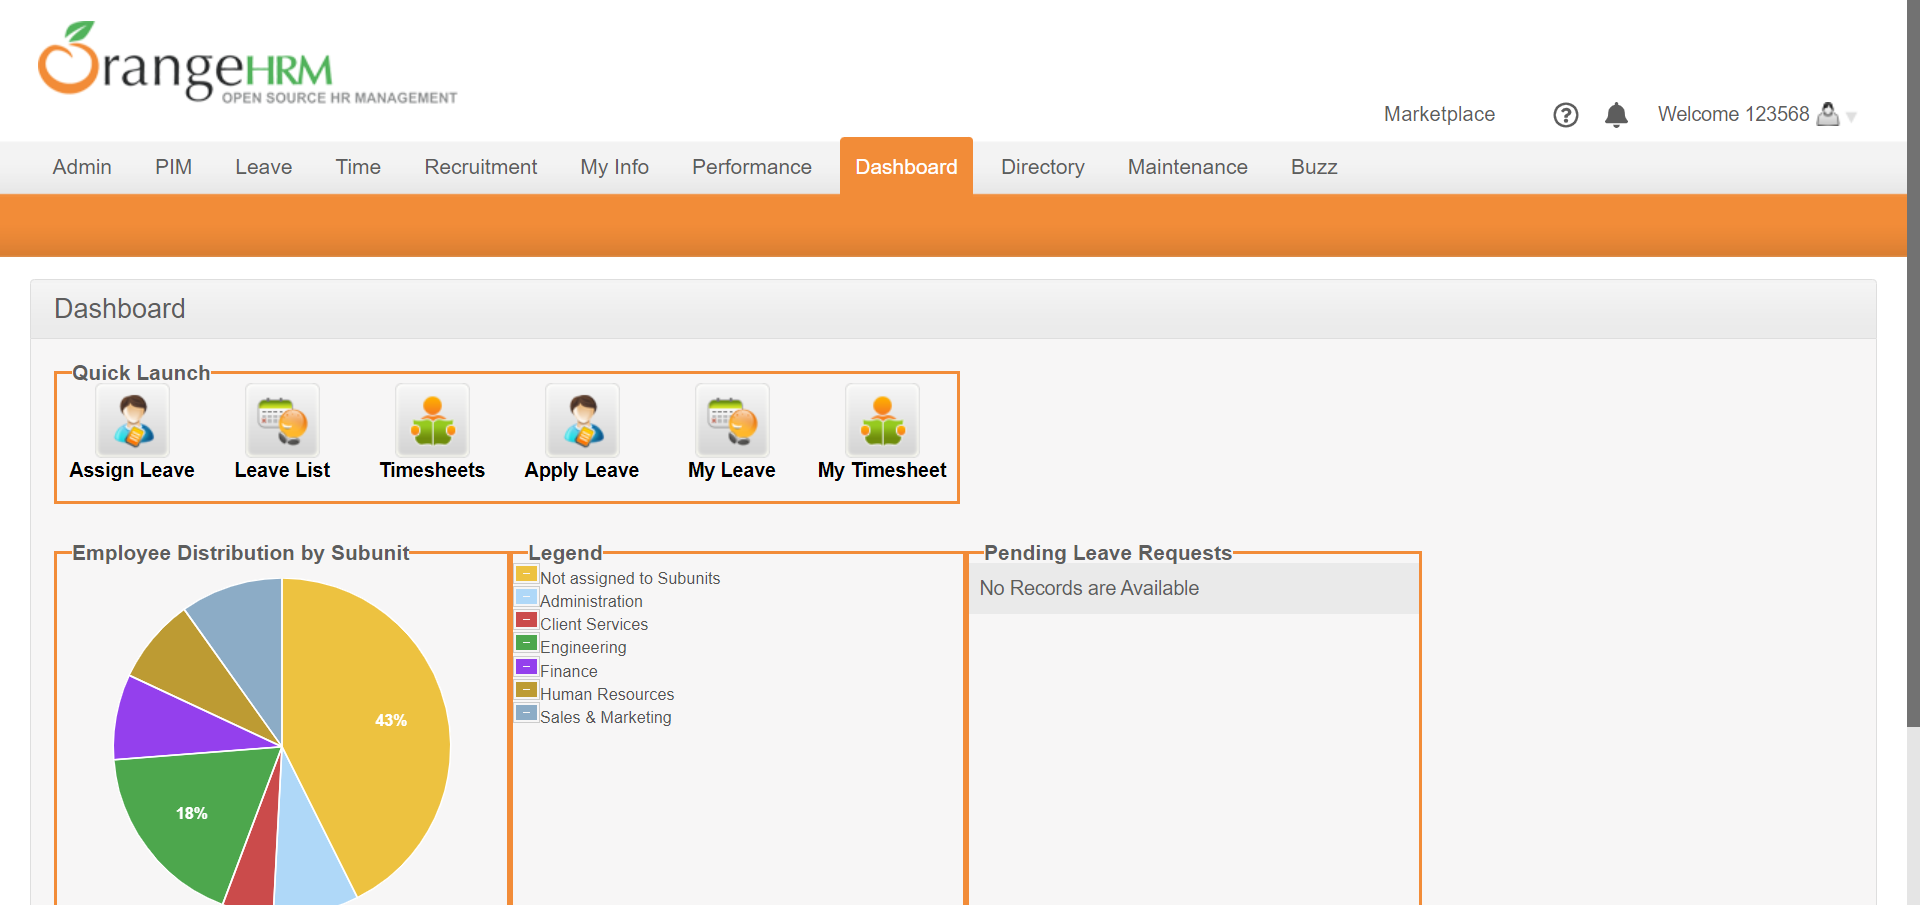 OrangeHRM
OPEN SOURCE HR MANAGEMENT
Marketplace
?
Welcome 123568
Admin
PIM
Leave
Time
Recruitment
My Info
Performance
Dashboard
Directory
Maintenance
Buzz
Dashboard
Quick Launch
Assign Leave
Leave List
Timesheets
Apply Leave
My Leave
My Timesheet
Employee Distribution by Subunit
43%
18%
Legend
Not assigned to Subunits
Administration
Client Services
Engineering
Finance
Human Resources
Sales & Marketing
Pending Leave Requests
No Records are Available